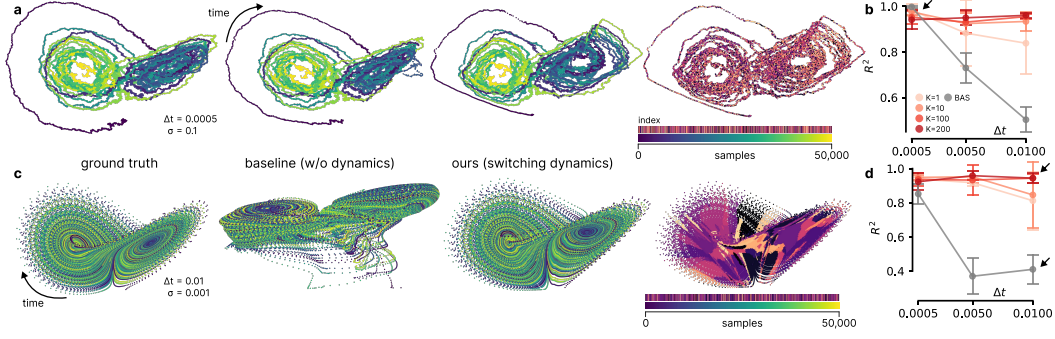 a
time
Δt = 0.0005
σ = 0.1
index
0
50,000
samples
b
1.0
0.8
0.6
R²
K=1
BAS
K=10
K=100
K=200
Δt
0.0005
0.0050
0.0100
ground truth
baseline (w/o dynamics)
ours (switching dynamics)
c
time
Δt = 0.01
σ = 0.001
0
samples
50,000
d
1.0
0.8
0.6
0.4
R²
Δt
0.0005
0.0050
0.0100